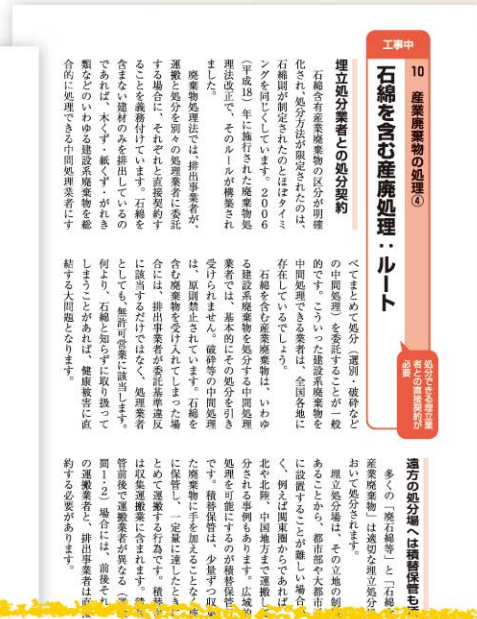 工事中
10 産業廃棄物の処理④
石綿を含む産廃処理:ルート
処分できる埋立業
者との直接契約が
必要
埋立処分業者との処分契約
石綿含有産業廃棄物の区分が明確
化され、処分方法が限定されたのは、
石綿則が制定されたのとほぼタイミ
ングを同じくしています。2006
(平成18)年に施行された廃棄物処
理法改正で、そのルールが構築され
ました。
廃棄物処理法では、排出事業者が、
運搬と処分を別々の処理業者に委託
する場合に、それぞれと直接契約す
ることを義務付けています。石綿を
含まない建材のみを排出しているの
であれば、木くず・紙くず・がれき
類などのいわゆる建設系廃棄物を総
合的に処理できる中間処理業者にす
べてまとめて処分(選別・破砕など
の中間処理)を委託することが一般
的です。こういった建設系廃棄物を
中間処理できる業者は、全国各地に
存在しているでしょう。
石綿を含む産業廃棄物は、いわゆ
る建設系廃棄物を処分する中間処理
業者では、基本的にその処分を引き
受けられません。破砕等の中間処理
は、原則禁止されています。石綿を
含む廃棄物を受け入れてしまった場
合には、排出事業者が委託基準違反
に該当するだけではなく、処理業者
としても、無許可営業に該当します。
何より、石綿と知らずに取り扱って
しまうことがあれば、健康被害に直
結する大問題となります。
遠方の処分場へは積替保管も
多くの「廃石綿等」と「石綿
産業廃棄物」は適切な埋立処分
おいて処分されます。
埋立処分場は、その立地の制
あることから、都市部や大都市
に設置することが難しい場合
く、例えば関東圏からであれば
北や北陸、中国地方まで運搬し
分される事例もあります。広域的
処理を可能にするのが積替保管
です。積替保管は、少量ずつ収め
た廃棄物に手を加えることなく
に保管し、一定量に達したとき
とめて運搬する行為です。積替
は収集運搬業に含まれます。積
管前後で運搬業者が異なる(
間1・2)場合には、前後それ
の運搬業者と、排出事業者は直
約する必要があります。